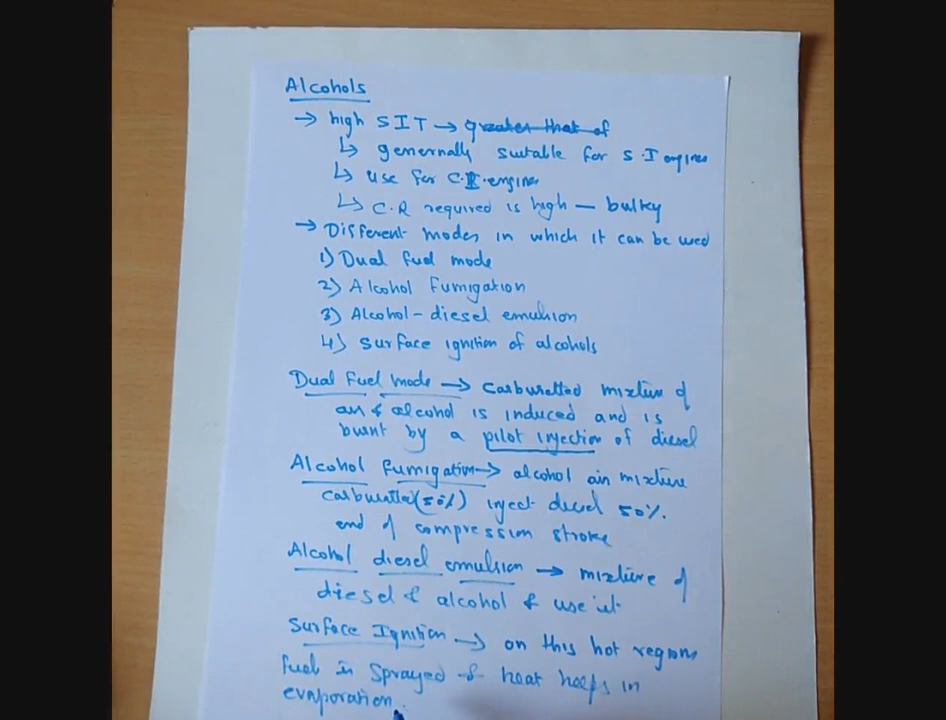 Alcohols
→ high SIT → greater that of
↳ genernally suitable for S.I engines
↳ use for C.I.engines
↳ C.R required is high — bulky
→ Different modes in which it can be used
1) Dual fuel mode
2) Alcohol fumigation
3) Alcohol-diesel emulsion
4) Surface ignition of alcohols
Dual fuel mode → carburetted mixture of
air & alcohol is induced and is
burnt by a pilot injection of diesel
Alcohol fumigation → alcohol air mixture
(50%) inject diesel 50%.
end of compression stroke
Alcohol diesel emulsion → mixture of
diesel & alcohol & use it
Surface Ignition → on this hot regions
fuel is sprayed & heat helps in
evaporation.